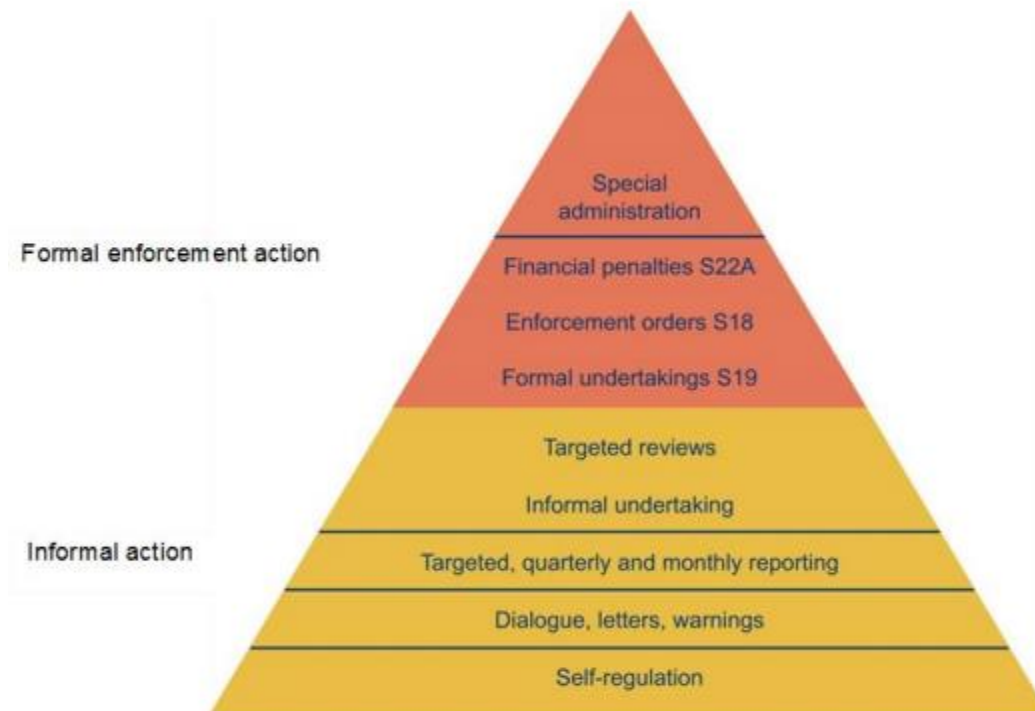 Special
administration
Formal enforcement action
Financial penalties S22A
Enforcement orders S18
Formal undertakings S19
Targeted reviews
Informal undertaking
Informal action
Targeted, quarterly and monthly reporting
Dialogue, letters, warnings
Self-regulation